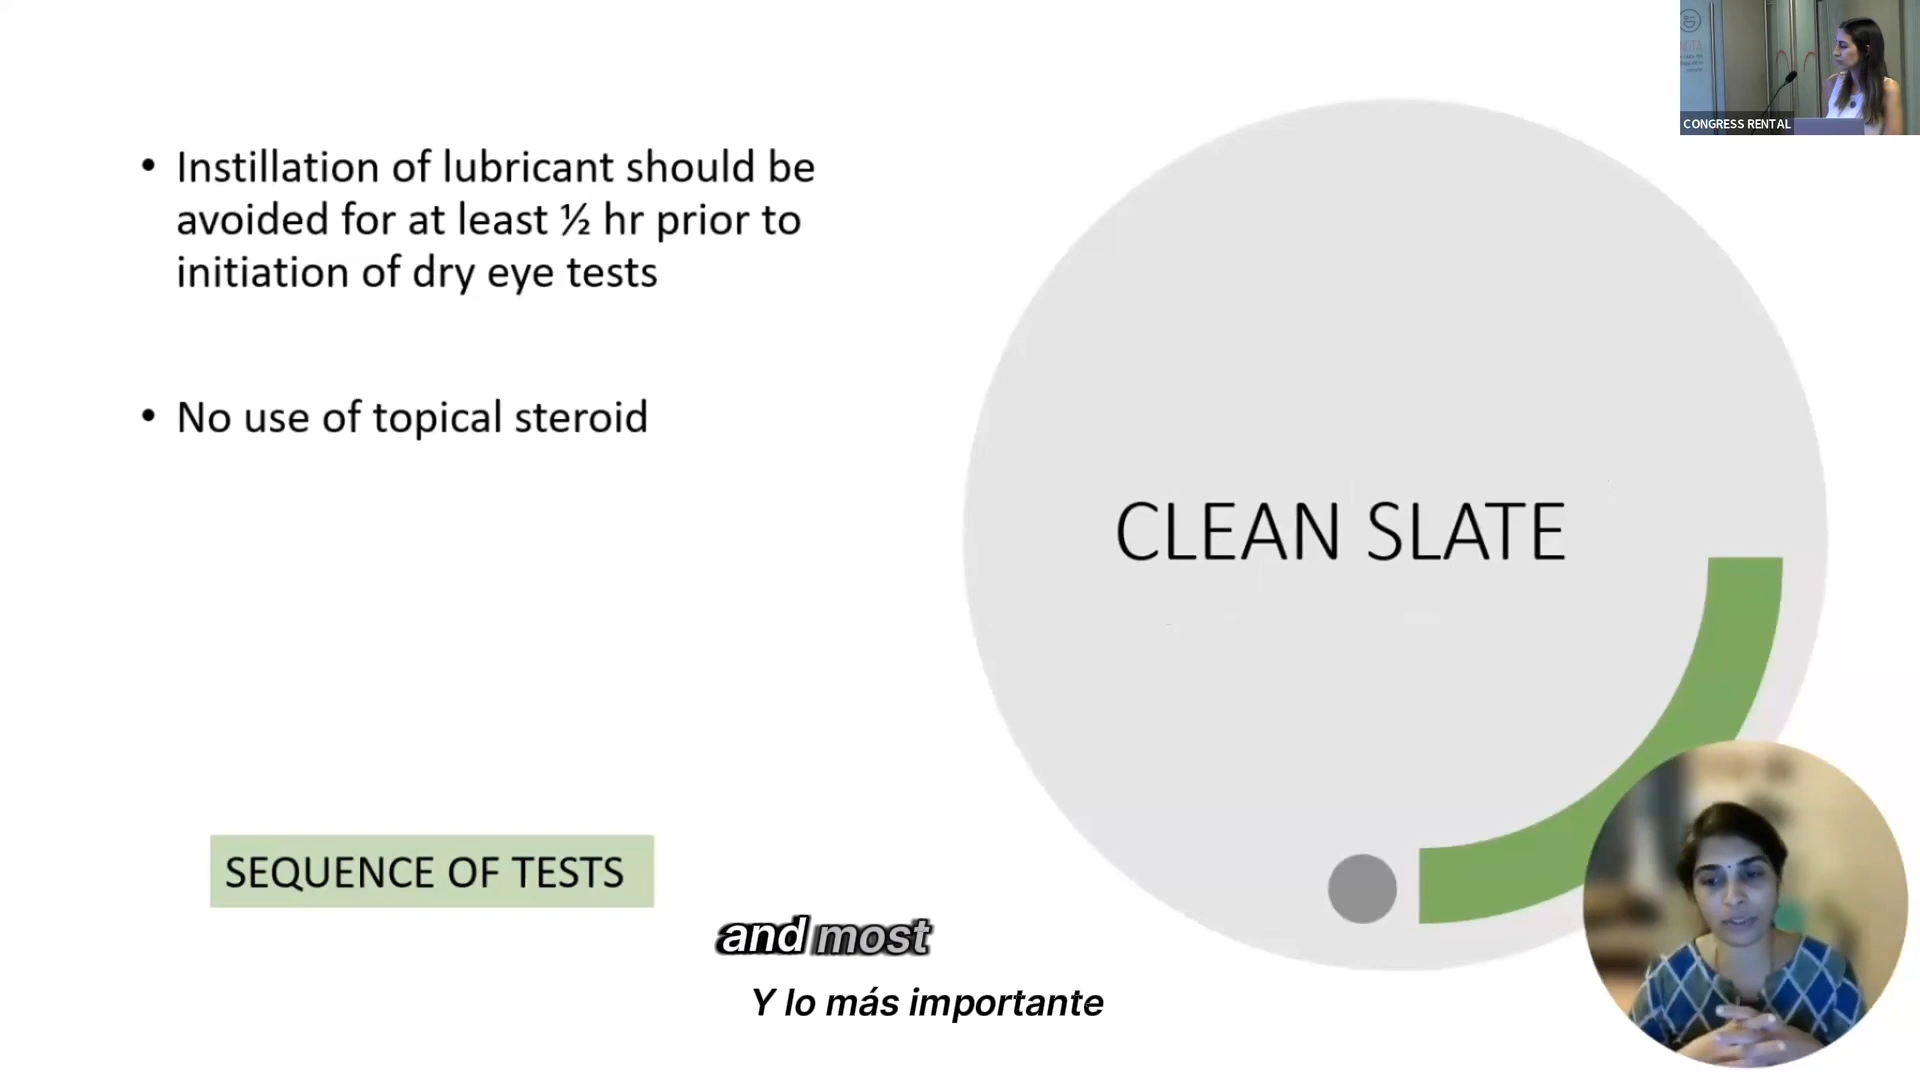 CONGRESS RENTAL
• Instillation of lubricant should be
avoided for at least ½ hr prior to
initiation of dry eye tests
• No use of topical steroid
CLEAN SLATE
SEQUENCE OF TESTS
and most
Y lo más importante